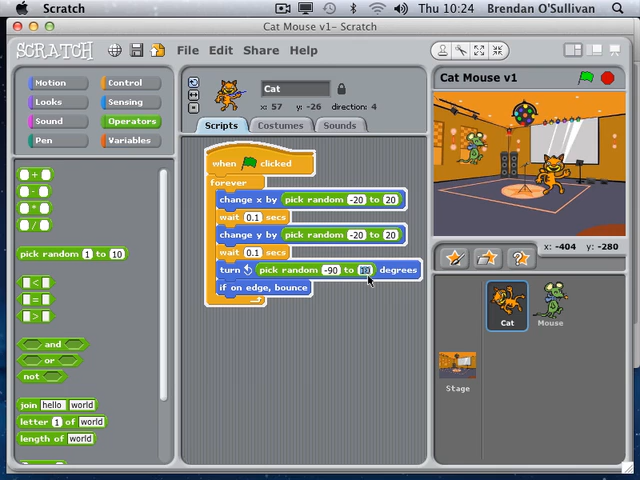 Scratch
Thu 10:24 Brendan O'Sullivan
Cat Mouse v1- Scratch
SCRATCH File Edit Share Help
Motion Control
Looks Sensing
Sound Operators
Pen Variables
+
-
*
/
pick random 1 to 10
<
=
>
and
or
not
join hello world
letter 1 of world
length of world
Cat
x: 57 y: -26 direction: 4
Scripts Costumes Sounds
when clicked
forever
change x by pick random -20 to 20
wait 0.1 secs
change y by pick random -20 to 20
wait 0.1 secs
turn pick random -90 to degrees
if on edge, bounce
Cat Mouse v1
x: -404 y: -280
Cat Mouse
Stage